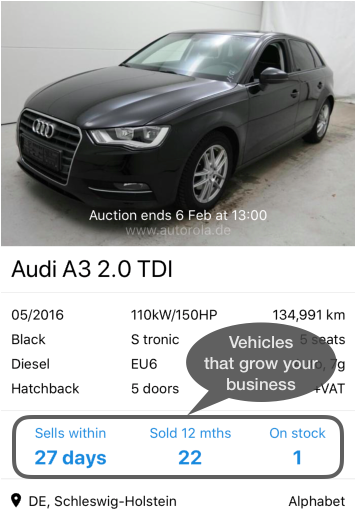 Auction ends 6 Feb at 13:00
www.autorola.de
Audi A3 2.0 TDI
05/2016 110kW/150HP 134,991 km
Black S tronic 5 seats
Diesel EU6 7g
Hatchback 5 doors +VAT
Vehicles
that grow your
business
Sells within Sold 12 mths On stock
27 days 22 1
DE, Schleswig-Holstein Alphabet